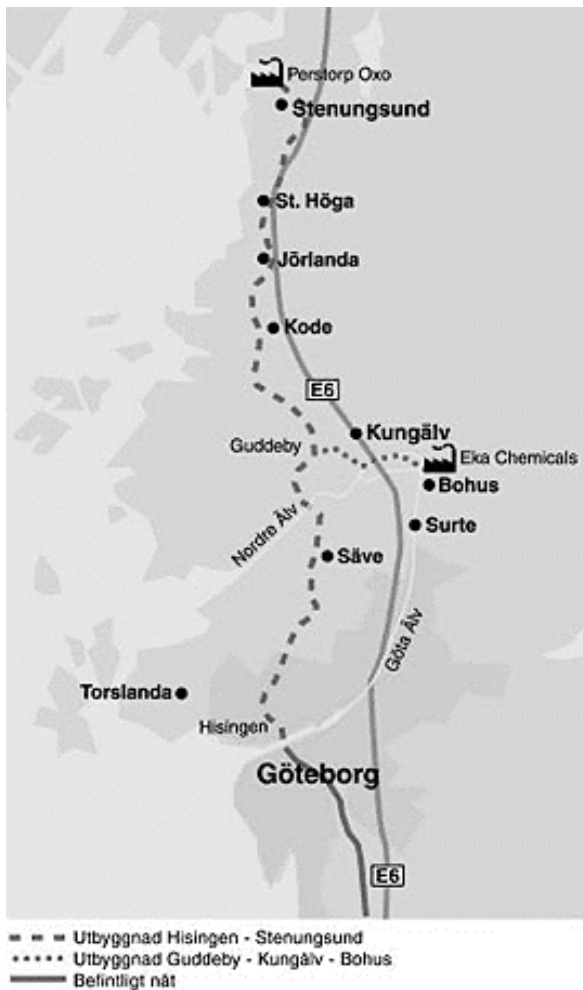 Perstorp Oxo
Stenungsund
St. Höga
Jörlanda
Kode
E6
Kungälv
Guddeby
Eka Chemicals
Bohus
Nordre Älv
Surte
Säve
Göta Älv
Torslanda
Hisingen
Göteborg
E6
Utbyggnad Hisingen - Stenungsund
Utbyggnad Guddeby - Kungälv - Bohus
Befintligt nät